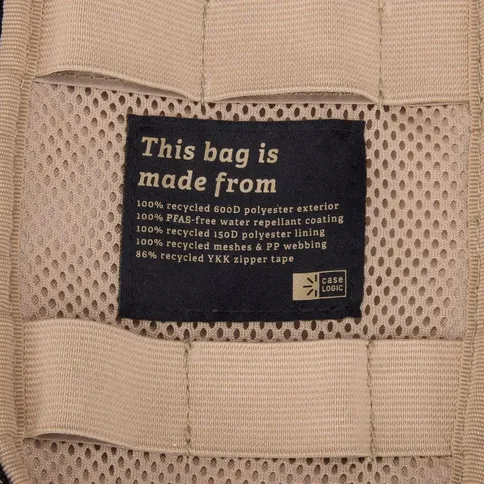 This bag is
made from
100% recycled 600D polyester exterior
100% PFAS-free water repellant coating
100% recycled 150D polyester lining
100% recycled meshes & PP webbing
86% recycled YKK zipper tape
case
LOGIC